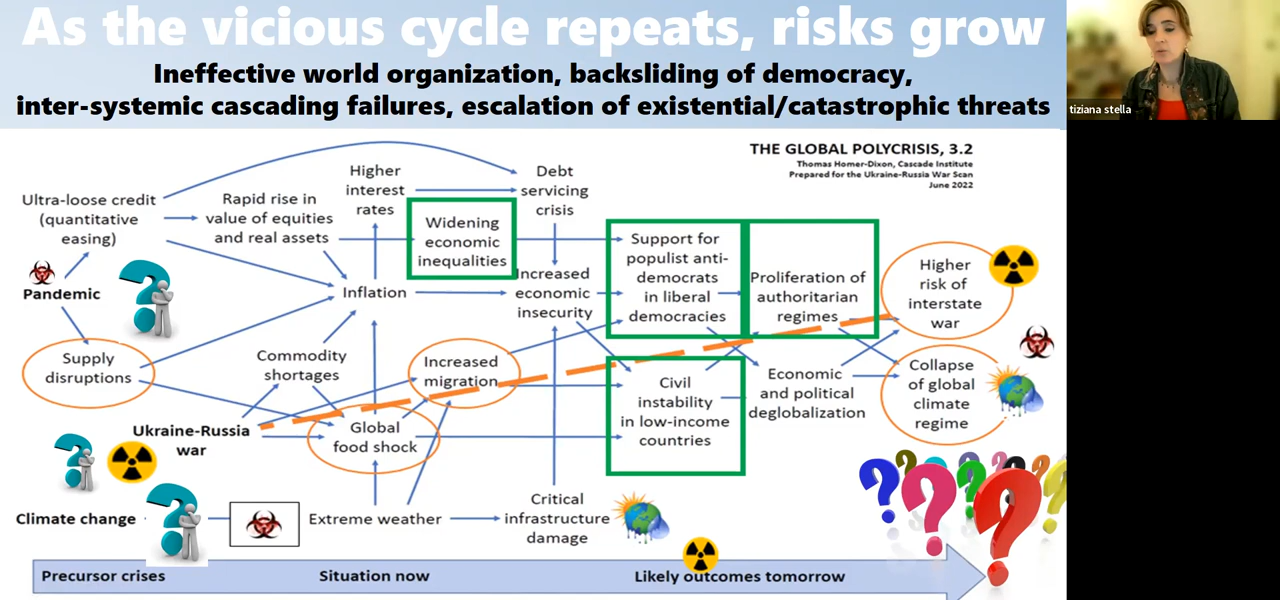 As the vicious cycle repeats, risks grow
Ineffective world organization, backsliding of democracy,
inter-systemic cascading failures, escalation of existential/catastrophic threats
tiziana stella
THE GLOBAL POLYCRISIS, 3.2
Thomas Homer-Dixon, Cascade Institute
Prepared for the Ukraine-Russia War Scan
June 2022
Ultra-loose credit
(quantitative
easing)
Rapid rise in
value of equities
and real assets
Higher
interest
rates
Debt
servicing
crisis
Widening
economic
inequalities
Support for
populist anti-
democrats
in liberal
democracies
Proliferation of
authoritarian
regimes
Higher
risk of
interstate
war
Pandemic
Inflation
Increased
economic
insecurity
Supply
disruptions
Commodity
shortages
Increased
migration
Civil
instability
in low-income
countries
Economic
and political
deglobalization
Collapse
of global
climate
regime
Ukraine-Russia
war
Global
food shock
Climate change
Extreme weather
Critical
infrastructure
damage
Precursor crises
Situation now
Likely outcomes tomorrow